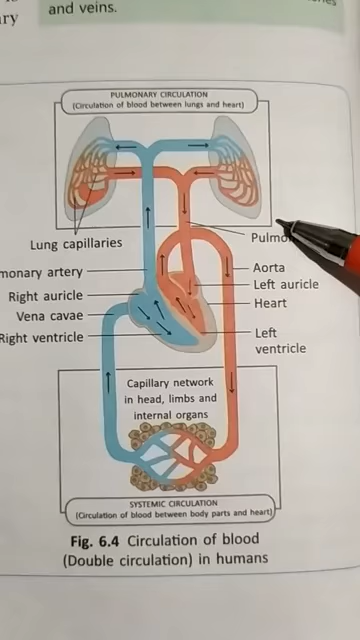 and veins.
PULMONARY CIRCULATION
(Circulation of blood between lungs and heart)
Lung capillaries
Pulmo
monary artery
Aorta
Right auricle
Left auricle
Vena cavae
Heart
Right ventricle
Left
ventricle
Capillary network
in head, limbs and
internal organs
SYSTEMIC CIRCULATION
(Circulation of blood between body parts and heart)
Fig. 6.4 Circulation of blood
(Double circulation) in humans